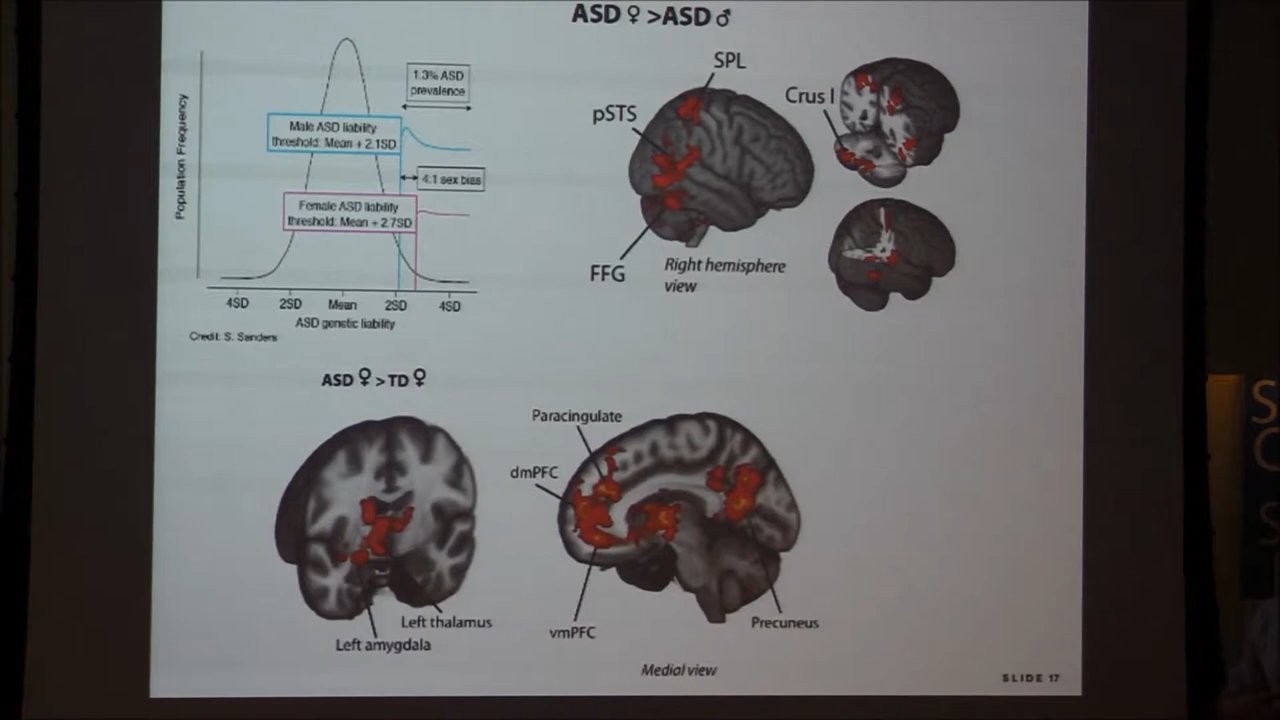 ASD ♀ >ASD ♂
Population Frequency
1.3% ASD
prevalence
Male ASD liability
threshold: Mean + 2.1SD
4:1 sex bias
Female ASD liability
threshold: Mean + 2.7SD
4SD 2SD Mean 2SD 4SD
ASD genetic liability
Credit: S. Sanders
SPL
pSTS
Crus I
FFG
Right hemisphere
view
ASD ♀ > TD ♀
Paracingulate
dmPFC
Left thalamus
Left amygdala
vmPFC
Precuneus
Medial view
SLIDE 17
S